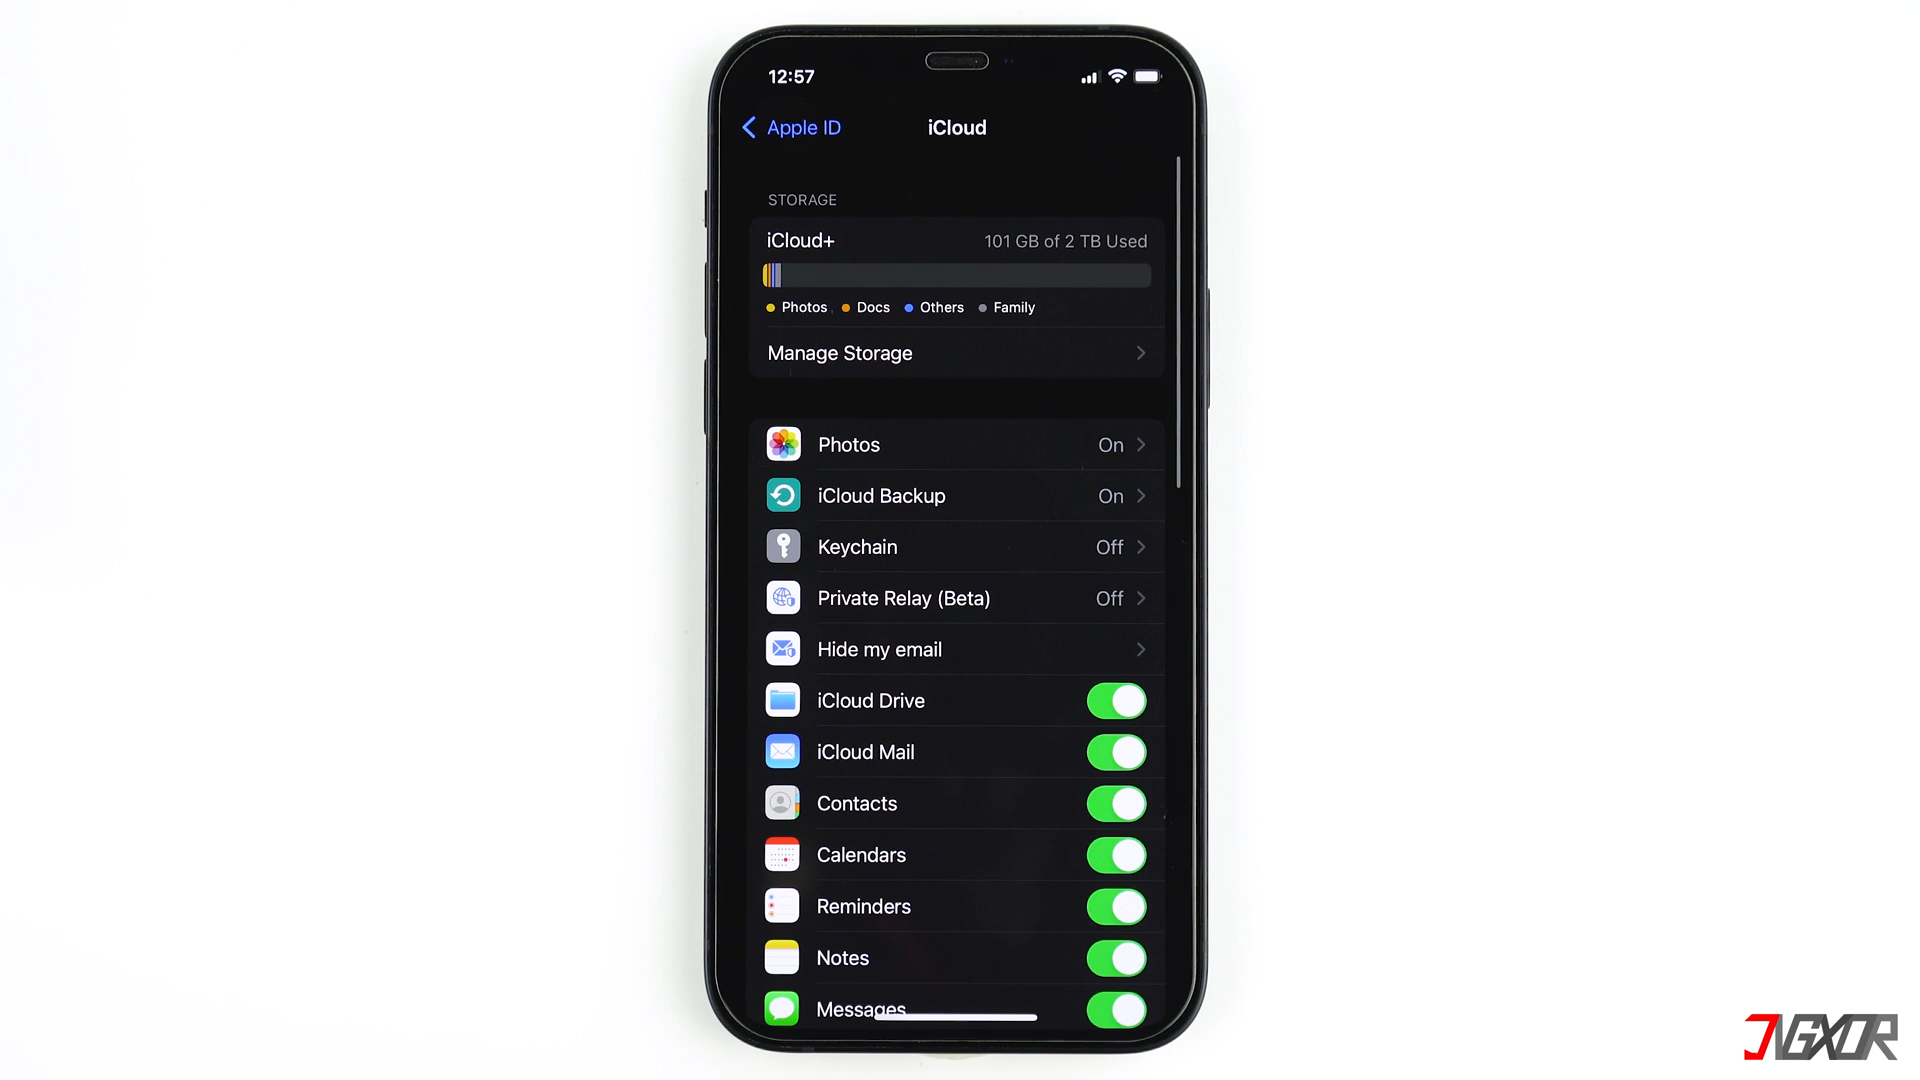 12:57
Apple ID
iCloud
STORAGE
iCloud+
101 GB of 2 TB Used
Photos Docs Others Family
Manage Storage
Photos On
iCloud Backup On
Keychain Off
Private Relay (Beta) Off
Hide my email
iCloud Drive
iCloud Mail
Contacts
Calendars
Reminders
Notes
Messages
JVGXOR